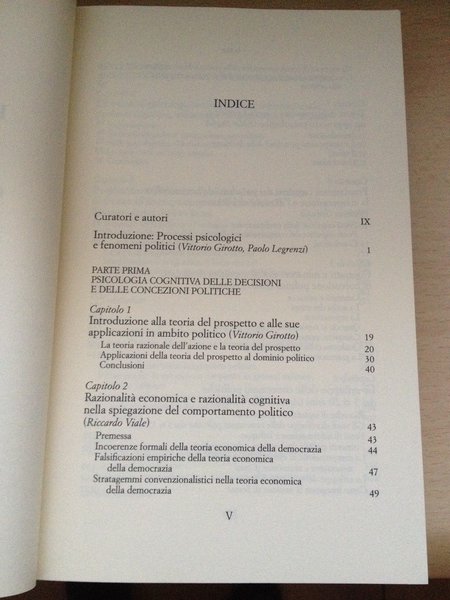 INDICE
Curatori e autori IX
Introduzione: Processi psicologici
e fenomeni politici (Vittorio Girotto, Paolo Legrenzi) 1
PARTE PRIMA
PSICOLOGIA COGNITIVA DELLE DECISIONI
E DELLE CONCEZIONI POLITICHE
Capitolo 1
Introduzione alla teoria del prospetto e alle sue
applicazioni in ambito politico (Vittorio Girotto) 19
La teoria razionale dell'azione e la teoria del prospetto 20
Applicazioni della teoria del prospetto al dominio politico 30
Conclusioni 40
Capitolo 2
Razionalità economica e razionalità cognitiva
nella spiegazione del comportamento politico
(Riccardo Viale) 43
Premessa 43
Incoerenze formali della teoria economica della democrazia 44
Falsificazioni empiriche della teoria economica
della democrazia 47
Stratagemmi convenzionalistici nella teoria economica
della democrazia 49
V